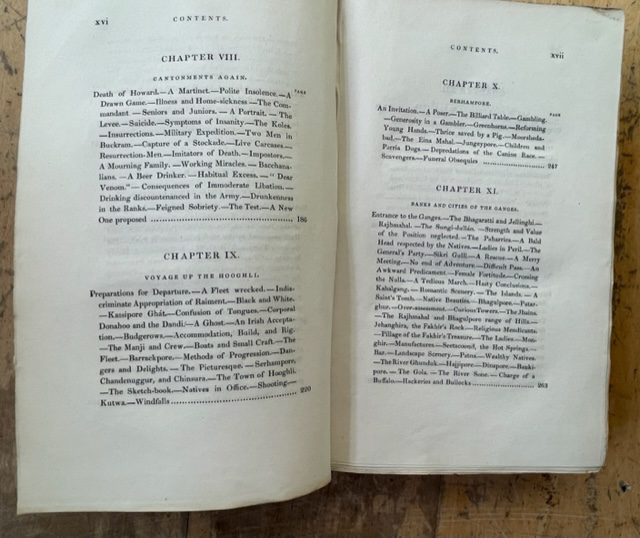 xvi
CONTENTS.
CHAPTER VIII.
CANTONMENTS AGAIN.
PAGE
Death of Howard.—A Martinet.—Polite Insolence.—A
Drawn Game.—Illness and Home-sickness—The Com-
mandant — Seniors and Juniors. — A Portrait. — The
Levee.—Suicide.—Symptoms of Insanity.—The Koles.
—Insurrections.—Military Expedition.—Two Men in
Buckram.—Capture of a Stockade.—Live Carcases.—
Resurrection-Men.—Imitators of Death.—Impostors.—
A Mourning Family. — Working Miracles. — Bacchana-
lians. — A Beer Drinker. — Habitual Excess. — " Dear
Venom."— Consequences of Immoderate Libation. —
Drinking discountenanced in the Army.—Drunkenness
in the Ranks.—Feigned Sobriety.—The Test.—A New
One proposed 186
CHAPTER IX.
VOYAGE UP THE HOOGHLI.
Preparations for Departure.—A Fleet wrecked.— Indis-
criminate Appropriation of Raiment.—Black and White.
—Kassipore Ghát.—Confusion of Tongues.—Corporal
Donahoo and the Dandi.—A Ghost.—An Irish Accepta-
tion.—Budgerows.—Accommodation, Build, and Rig.
—The Manji and Crew.—Boats and Small Craft.—The
Fleet.—Barrackpore.—Methods of Progression.—Dan-
gers and Delights. — The Picturesque. — Serhampore,
Chandenuggur, and Chinsura.—The Town of Hooghli.
—The Sketch-book.—Natives in Office.—Shooting.—
Kutwa.—Windfalls 220
CONTENTS.
xvii
CHAPTER X.
BERHAMPORE.
PAGE
An Invitation.—A Poser.—The Billiard Table.—Gambling.
—Generosity in a Gambler.—Greenhorns.—Reforming
Young Hands.—Thrice saved by a Pig.—Moorsheda-
bud.—The Eina Mahal.—Jungypore.—Children and
Parria Dogs.—Depredations of the Canine Race.—
Scavengers.—Funeral Obsequies 247
CHAPTER XI.
BANKS AND CITIES OF THE GANGES.
Entrance to the Ganges.—The Bhagaratti and Jellinghi.—
Rajhmahal.—The Sungi-dullán.—Strength and Value
of the Position neglected.—The Paharries.—A Bald
Head respected by the Natives.—Ladies in Peril.—The
General's Party.—Sikri Gulli.—A Rescue.—A Merry
Meeting.—No end of Adventure.—Difficult Pass.—An
Awkward Predicament.—Female Fortitude.—Crossing
the Nulla.—A Tedious March.—Hasty Conclusions.—
Kahalgang.—Romantic Scenery.—The Islands.—A
Saint's Tomb.—Native Beauties.—Bhagulpore.—Putar-
ghur.—Over-assessment.—Curious Towers.—The Jhains.
—The Rajhmahal and Bhagulpore range of Hills.—
Jehanghira, the Fakhir's Rock.—Religious Mendicants.
—Pillage of the Fakhir's Treasure.—The Ladies.—Mon-
ghir.—Manufactures.—Seetacoond, the Hot Springs.—
Bar.—Landscape Scenery.—Patna.—Wealthy Natives.
—The River Ghunduk.—Hajjipore.—Dinapore.—Banki-
pore.—The Gola.—The River Sone.—Charge of a
Buffalo.—Hackeries and Bullocks 263